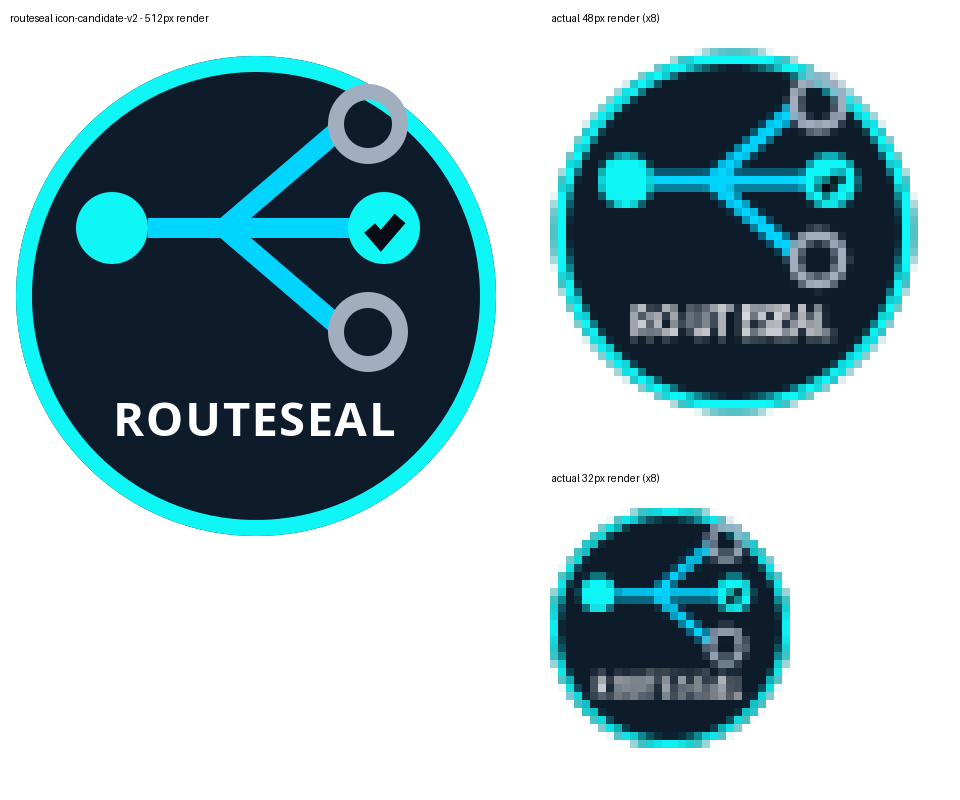 routeseal icon-candidate-v2 - 512px render
actual 48px render (x8)
ROUTESEAL
actual 32px render (x8)